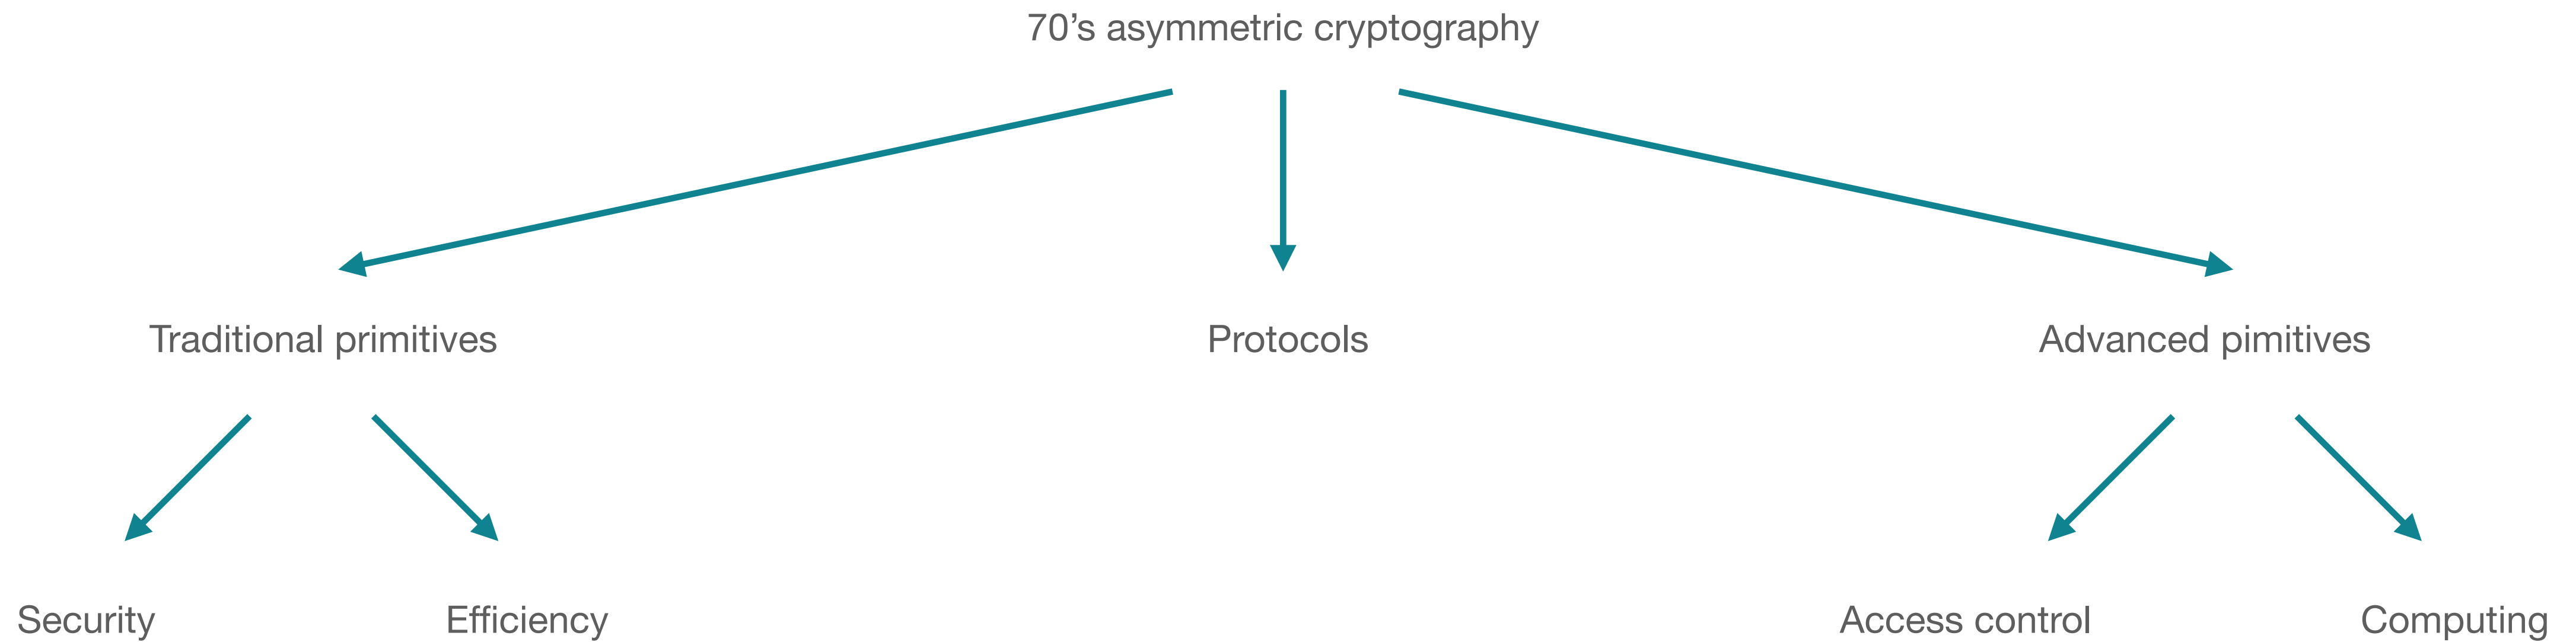 70’s asymmetric cryptography
Traditional primitives
Protocols
Advanced pimitives
Security
Efficiency
Access control
Computing